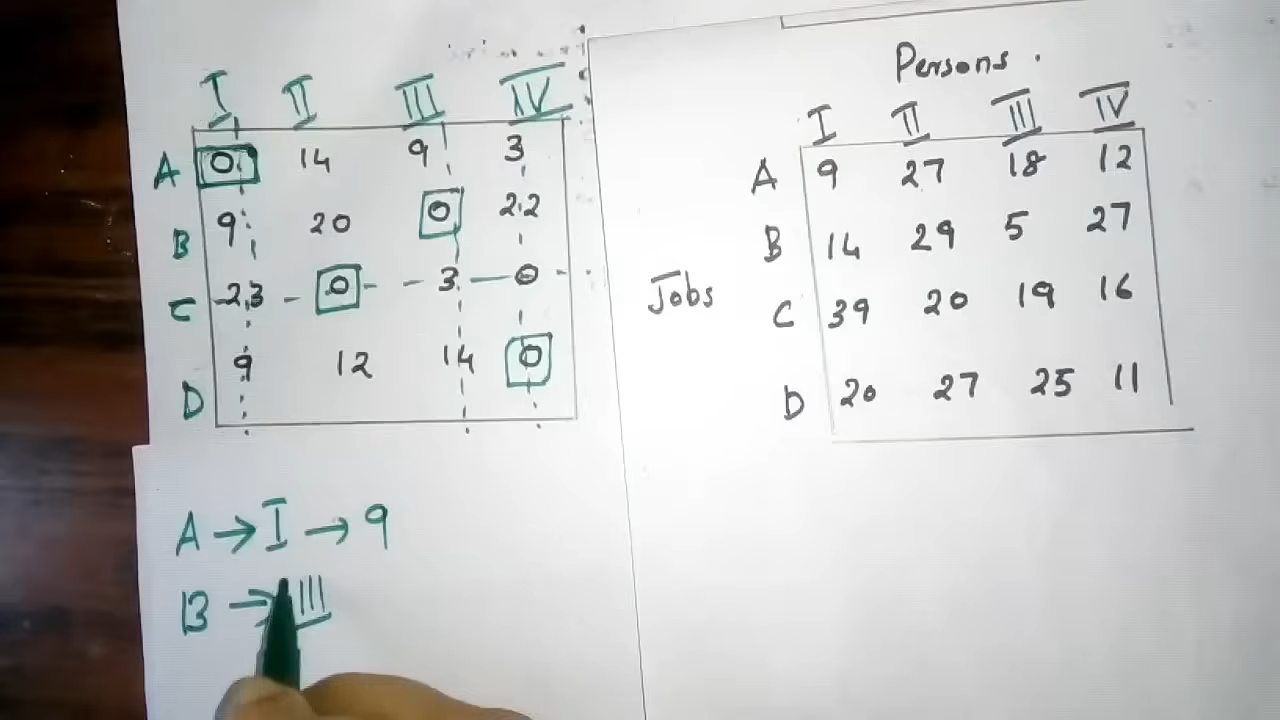 I II III IV
A 0 14 9 3
B 9 20 0 22
C 23 0 3 0
D 9 12 14 0
A → I → 9
B → III
Persons.
I II III IV
A 9 27 18 12
B 14 29 5 27
Jobs
C 39 20 19 16
D 20 27 25 11